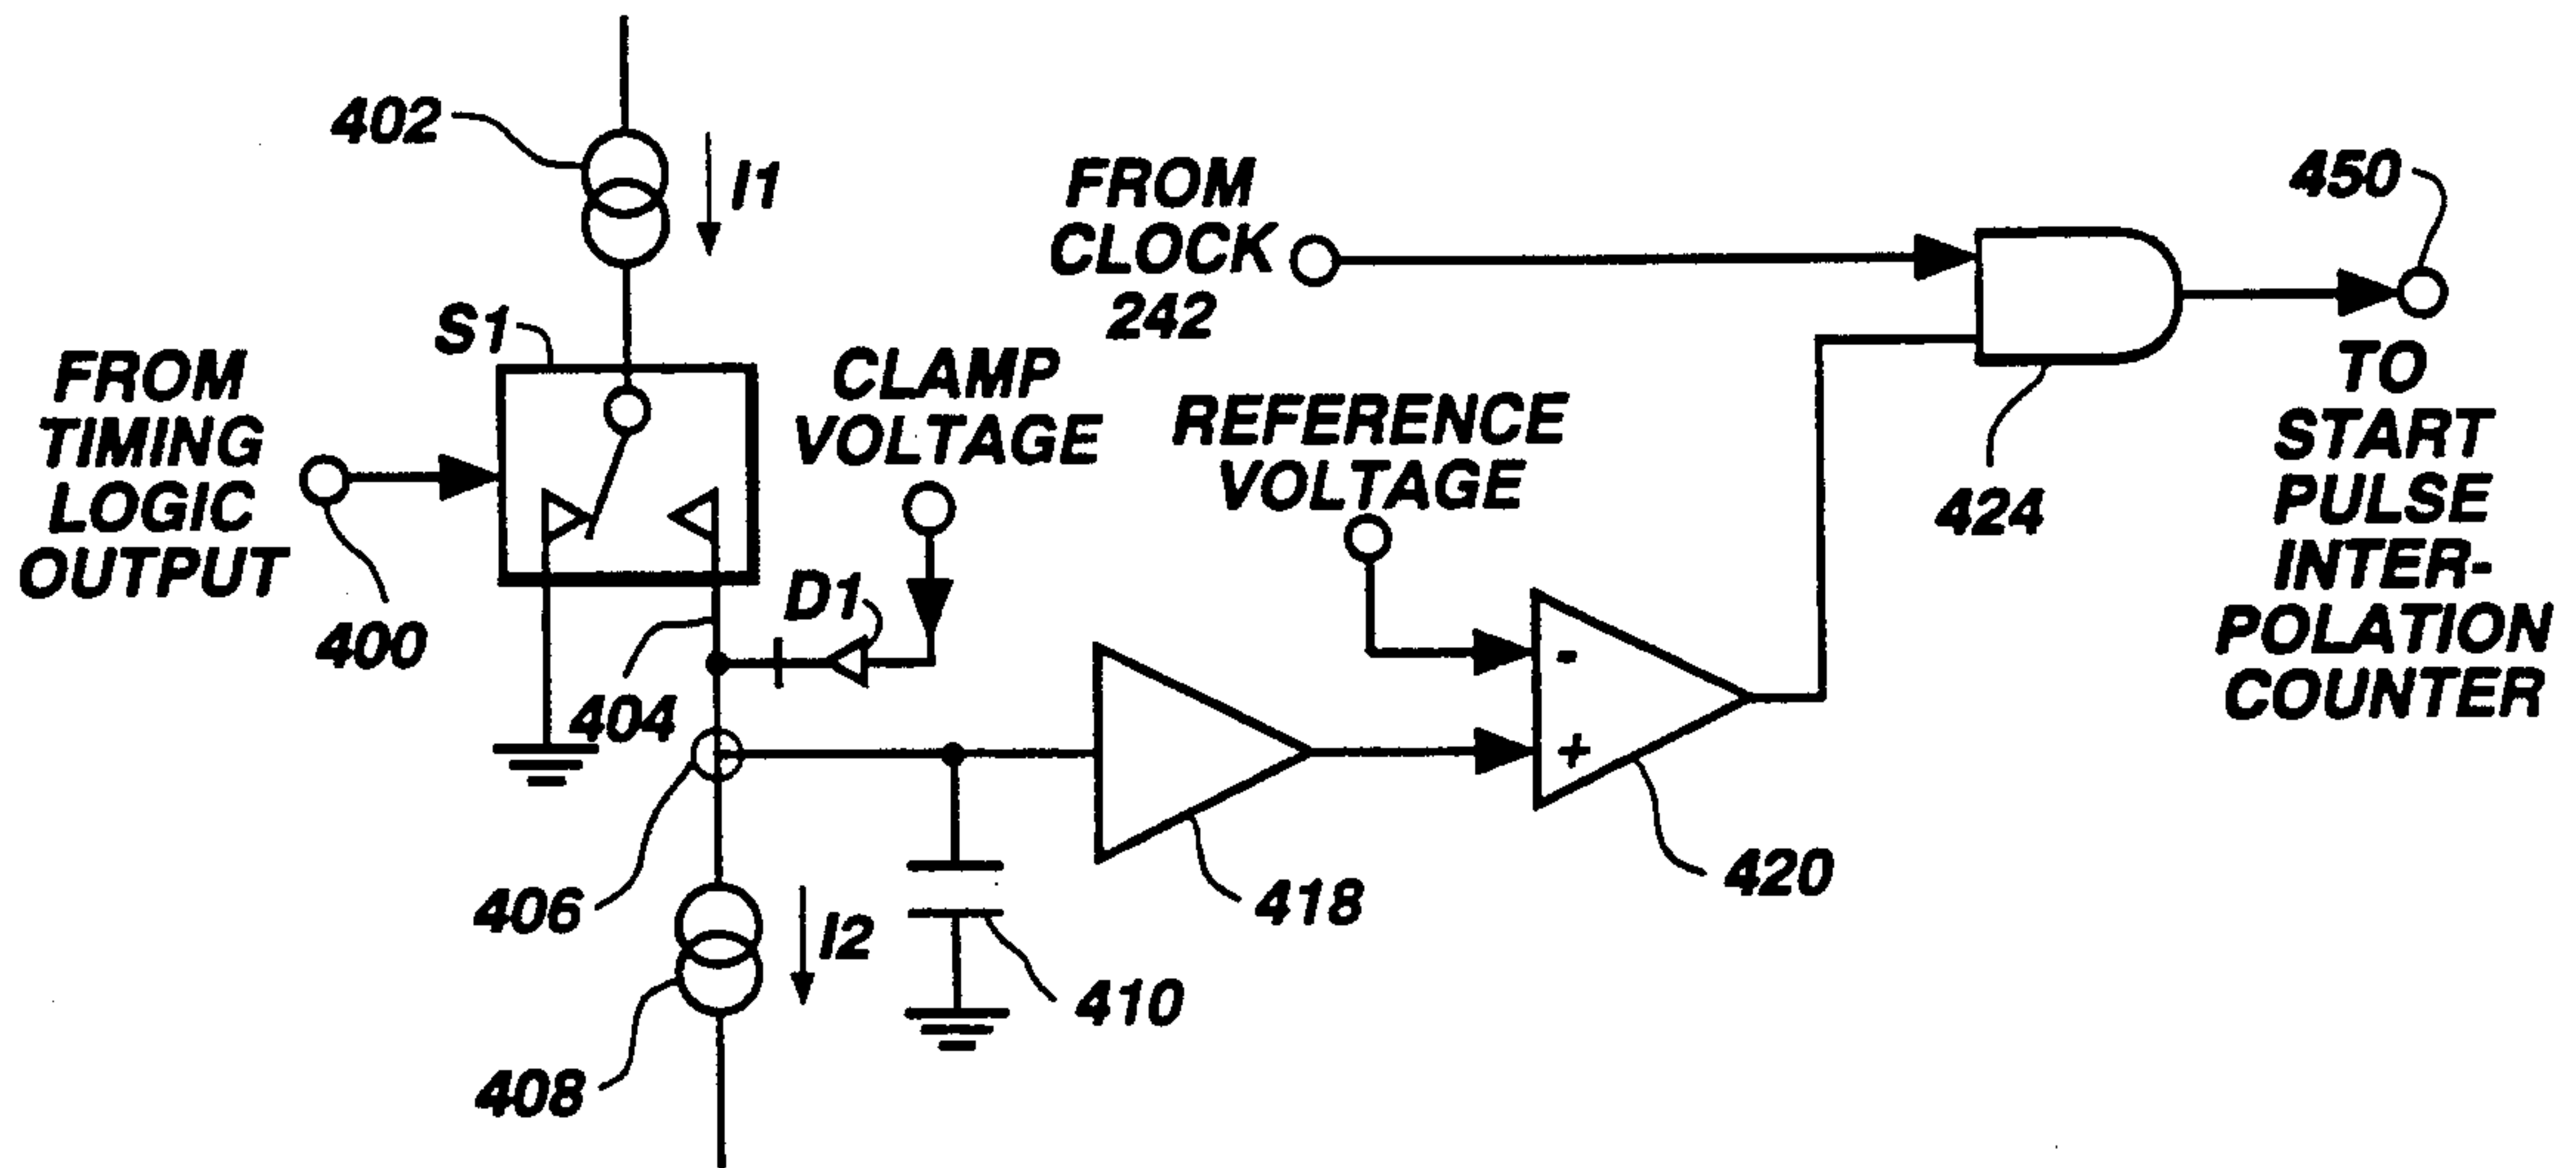 402
I1
S1
FROM
TIMING
LOGIC
OUTPUT
400
CLAMP
VOLTAGE
D1
404
406
I2
408
410
FROM
CLOCK
242
REFERENCE
VOLTAGE
-
+
418
420
424
450
TO
START
PULSE
INTER-
POLATION
COUNTER